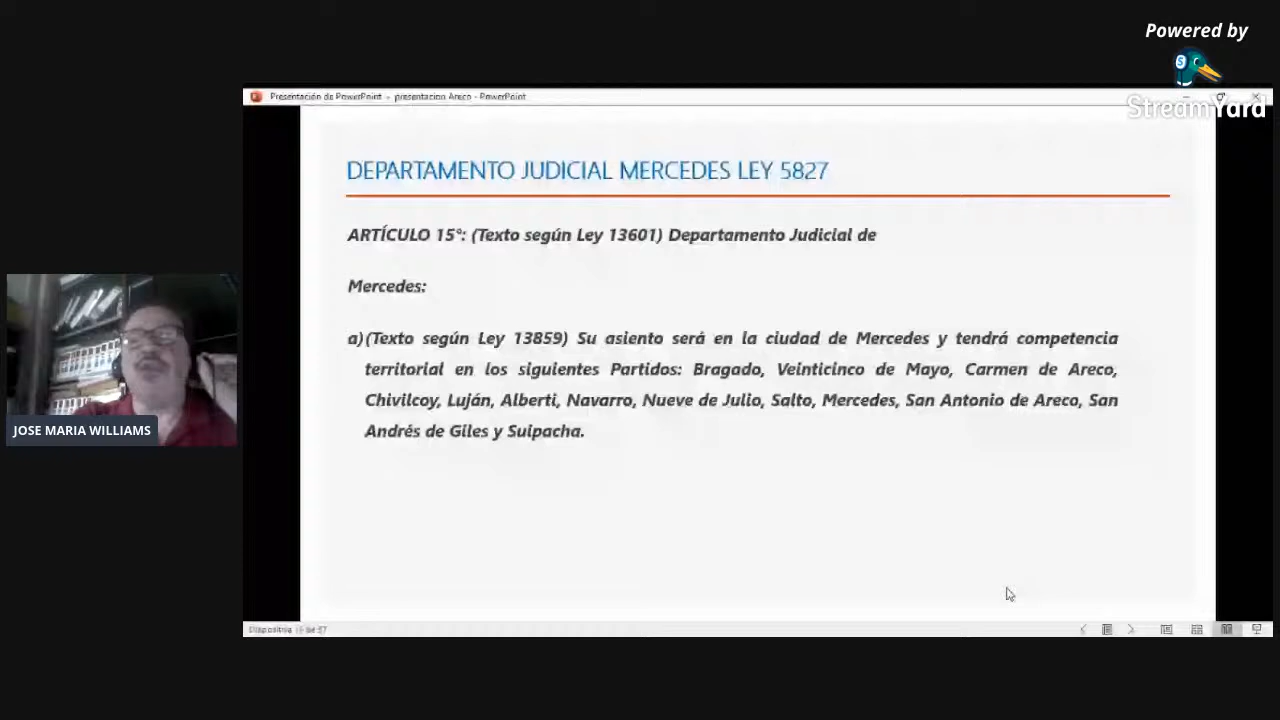 Powered by
StreamYard
Presentación de PowerPoint - presentacion Areco - PowerPoint
DEPARTAMENTO JUDICIAL MERCEDES LEY 5827
ARTÍCULO 15°: (Texto según Ley 13601) Departamento Judicial de
Mercedes:
a)(Texto según Ley 13859) Su asiento será en la ciudad de Mercedes y tendrá competencia
territorial en los siguientes Partidos: Bragado, Veinticinco de Mayo, Carmen de Areco,
Chivilcoy, Luján, Alberti, Navarro, Nueve de Julio, Salto, Mercedes, San Antonio de Areco, San
Andrés de Giles y Suipacha.
JOSE MARIA WILLIAMS
Diapositiva de 37